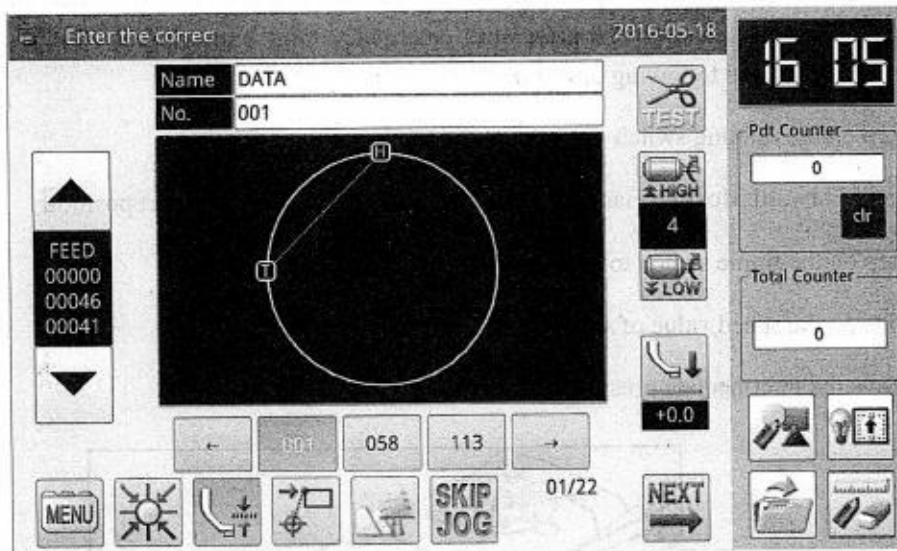 Enter the correct
2016-05-18
16 05
Name DATA
No. 001
TEST
H
T
FEED
00000
00046
00041
HIGH
4
LOW
+0.0
Pdt Counter
0
clr
Total Counter
0
← 001 058 113 →
MENU
SKIP
JOG
01/22
NEXT